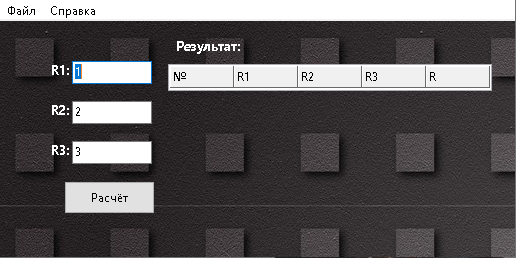 Файл Справка
Результат:
№ R1 R2 R3 R
R1: 1
R2: 2
R3: 3
Расчёт